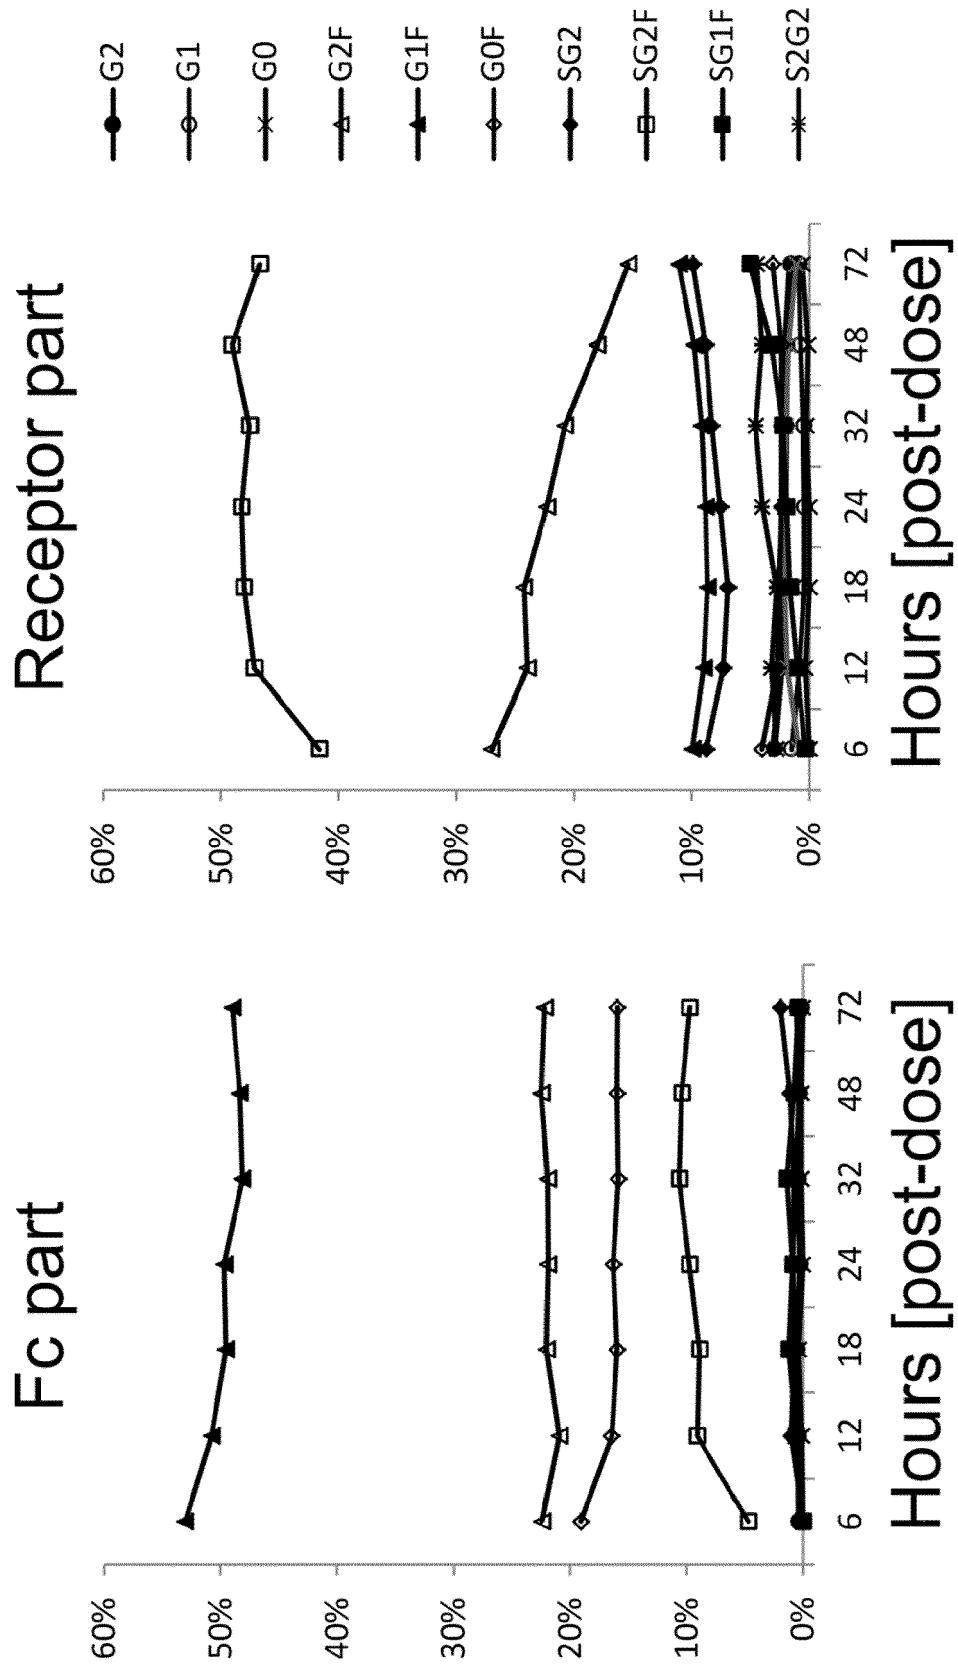 Fc part
60%
50%
40%
30%
20%
10%
0%
6 12 18 24 32 48 72
Hours [post-dose]
Receptor part
60%
50%
40%
30%
20%
10%
0%
6 12 18 24 32 48 72
Hours [post-dose]
G2
G1
G0
G2F
G1F
G0F
SG2
SG2F
SG1F
S2G2